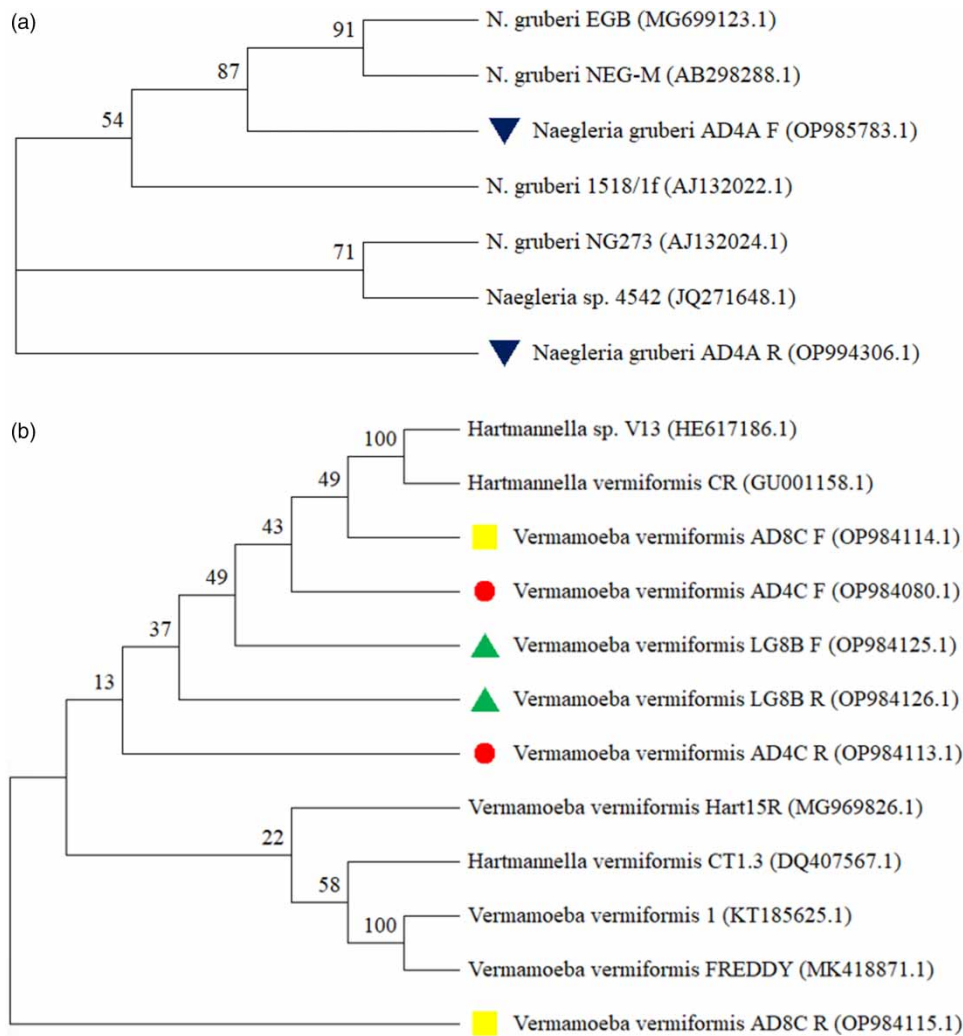 (a)
N. gruberi EGB (MG699123.1)
91
N. gruberi NEG-M (AB298288.1)
87
Naegleria gruberi AD4A F (OP985783.1)
54
N. gruberi 1518/1f (AJ132022.1)
N. gruberi NG273 (AJ132024.1)
71
Naegleria sp. 4542 (JQ271648.1)
Naegleria gruberi AD4A R (OP994306.1)
(b)
Hartmannella sp. V13 (HE617186.1)
100
Hartmannella vermiformis CR (GU001158.1)
49
Vermamoeba vermiformis AD8C F (OP984114.1)
43
Vermamoeba vermiformis AD4C F (OP984080.1)
49
Vermamoeba vermiformis LG8B F (OP984125.1)
37
Vermamoeba vermiformis LG8B R (OP984126.1)
13
Vermamoeba vermiformis AD4C R (OP984113.1)
Vermamoeba vermiformis Hart15R (MG969826.1)
22
Hartmannella vermiformis CT1.3 (DQ407567.1)
58
Vermamoeba vermiformis 1 (KT185625.1)
100
Vermamoeba vermiformis FREDDY (MK418871.1)
Vermamoeba vermiformis AD8C R (OP984115.1)